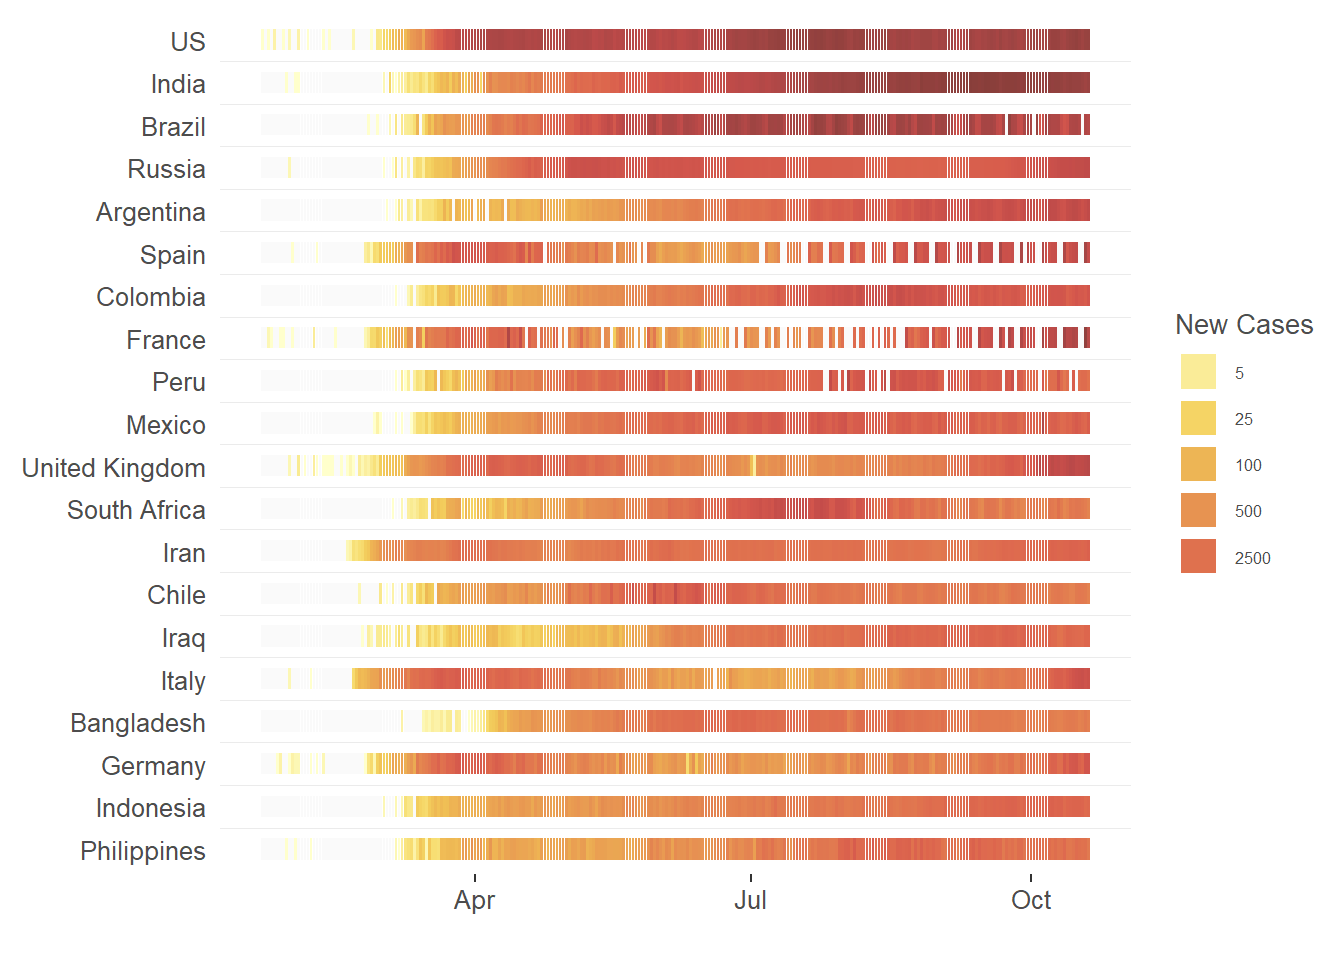 US
India
Brazil
Russia
Argentina
Spain
Colombia
France
Peru
Mexico
United Kingdom
South Africa
Iran
Chile
Iraq
Italy
Bangladesh
Germany
Indonesia
Philippines
Apr Jul Oct
New Cases
5
25
100
500
2500